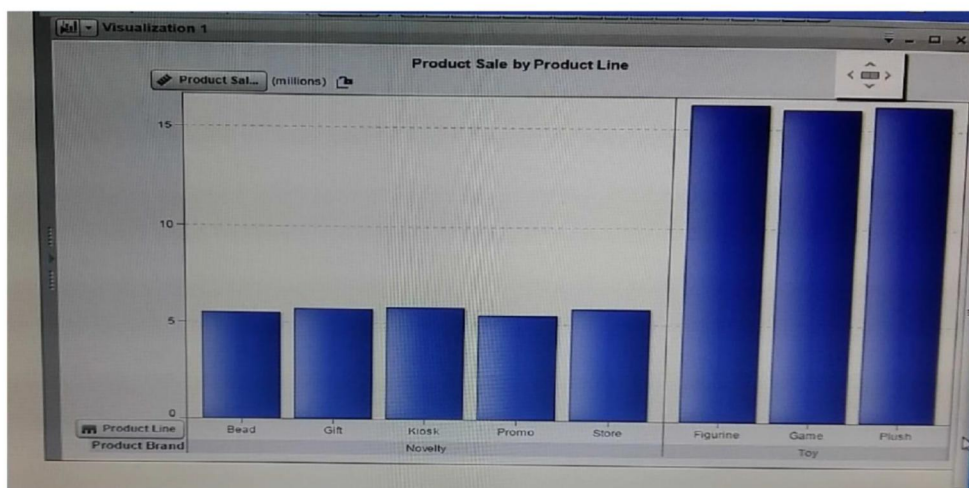 Visualization 1
Product Sale by Product Line
Product Sal... (millions)
15
10
5
0
Product Line
Bead Gift Kiosk Promo Store Figurine Game Plush
Product Brand
Novelty Toy